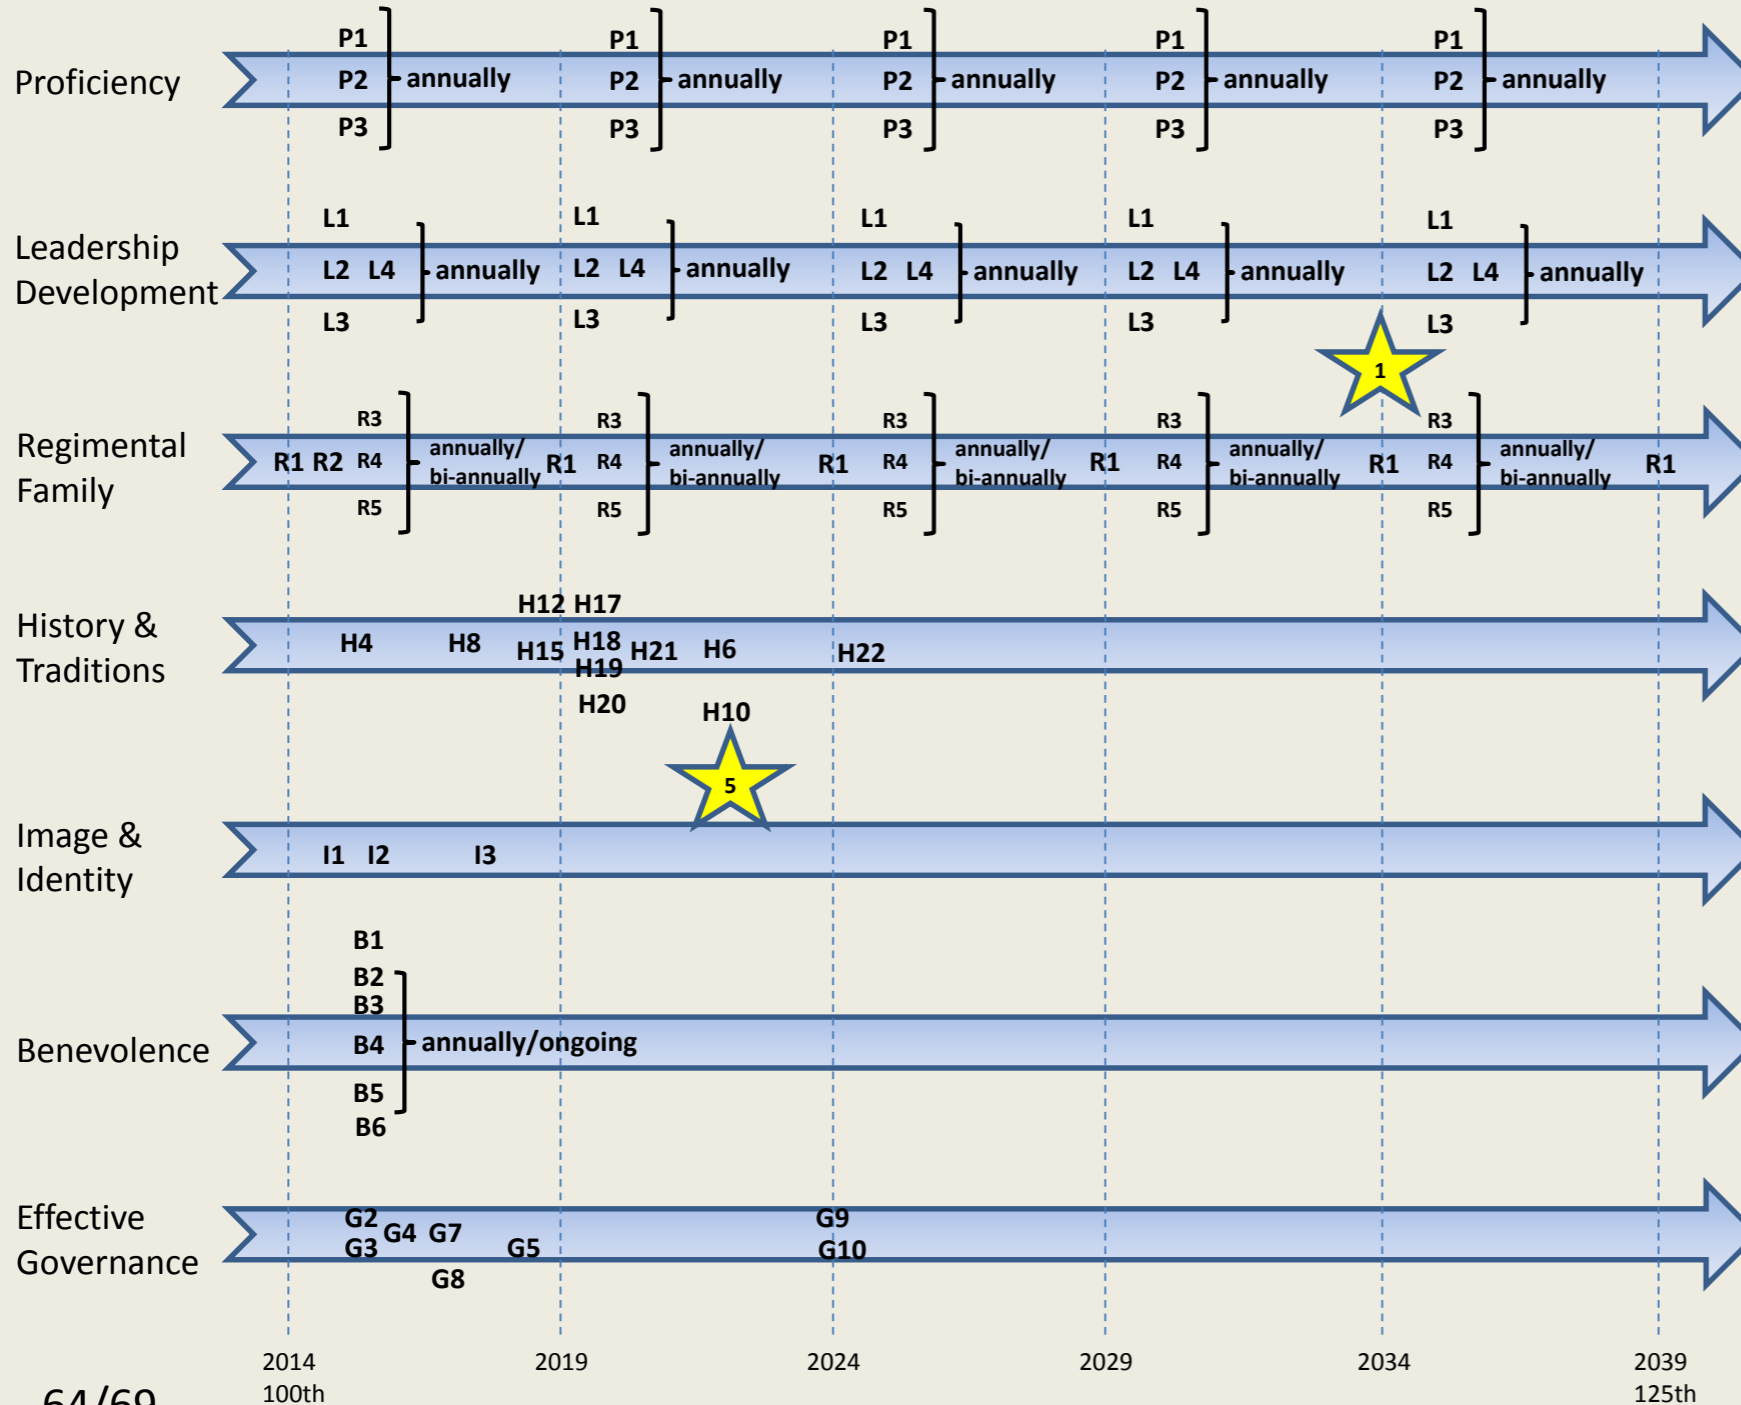 P1 P1 P1 P1 P1
Proficiency P2 annually P2 annually P2 annually P2 annually P2 annually
P3 P3 P3 P3 P3
L1 L1 L1 L1 L1
Leadership
Development
L2 L4 annually L2 L4 annually L2 L4 annually L2 L4 annually L2 L4 annually
L3 L3 L3 L3 L3
1
R3 R3 R3 R3 R3
Regimental
Family
annually/ annually/ annually/ annually/ annually/
R1 R2 R4 R1 R4 R1 R4 R1 R4 R1 R4 R1
bi-annually bi-annually bi-annually bi-annually bi-annually
R5 R5 R5 R5 R5
H12 H17
History &
Traditions
H4 H8 H15 H18 H21 H6 H22
H19
H20 H10
5
Image &
Identity
I1 I2 I3
B1
B2
B3
Benevolence B4 annually/ongoing
B5
B6
Effective
Governance
G2 G4 G7 G9
G3 G5 G10
G8
2014 2019 2024 2029 2034 2039
100th 125th
64/69